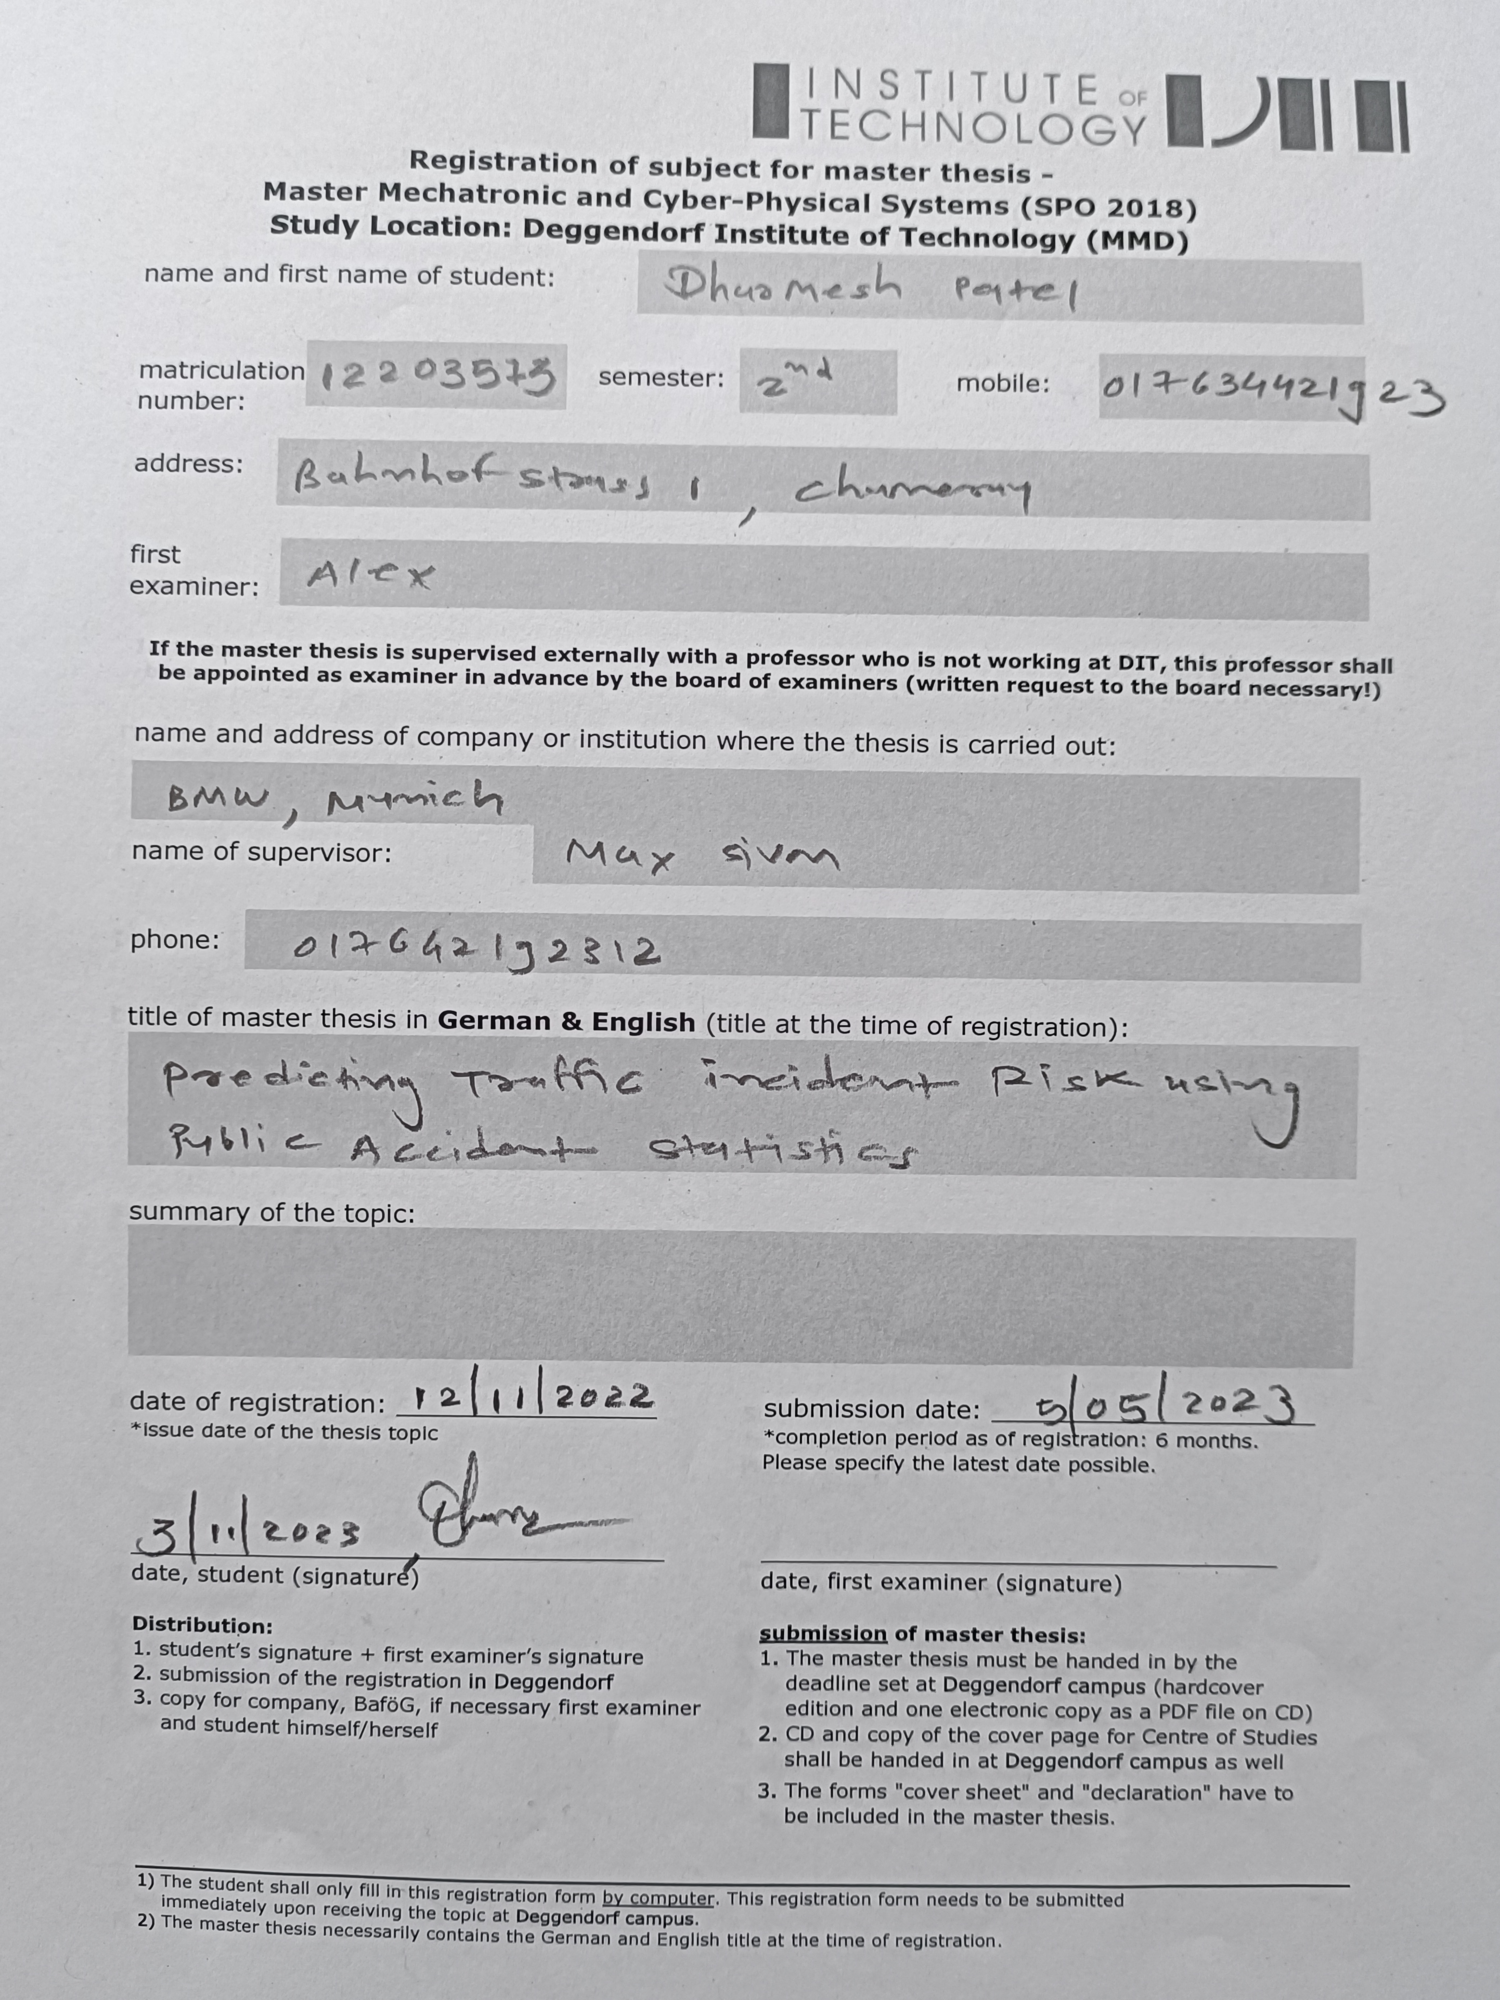 INSTITUTE OF
TECHNOLOGY
Registration of subject for master thesis -
Master Mechatronic and Cyber-Physical Systems (SPO 2018)
Study Location: Deggendorf Institute of Technology (MMD)
name and first name of student: Dharmesh Patel
matriculation number: 12203575 semester: 2nd mobile: 017634421923
address: Bahnhof strass 1,
first examiner: Alex
If the master thesis is supervised externally with a professor who is not working at DIT, this professor shall
be appointed as examiner in advance by the board of examiners (written request to the board necessary!)
name and address of company or institution where the thesis is carried out:
BMW, Munich
name of supervisor: Max
phone: 017642192312
title of master thesis in German & English (title at the time of registration):
Predicting Traffic incident Risk using
Public Accident statistics
summary of the topic:
date of registration: 12/11/2022 submission date: 5/05/2023
*issue date of the thesis topic
*completion period as of registration: 6 months.
Please specify the latest date possible.
3/11/2023
date, student (signature)
date, first examiner (signature)
Distribution:
1. student's signature + first examiner's signature
2. submission of the registration in Deggendorf
3. copy for company, BaföG, if necessary first examiner
and student himself/herself
submission of master thesis:
1. The master thesis must be handed in by the
deadline set at Deggendorf campus (hardcover
edition and one electronic copy as a PDF file on CD)
2. CD and copy of the cover page for Centre of Studies
shall be handed in at Deggendorf campus as well
3. The forms "cover sheet" and "declaration" have to
be included in the master thesis.
1) The student shall only fill in this registration form by computer. This registration form needs to be submitted
immediately upon receiving the topic at Deggendorf campus.
2) The master thesis necessarily contains the German and English title at the time of registration.